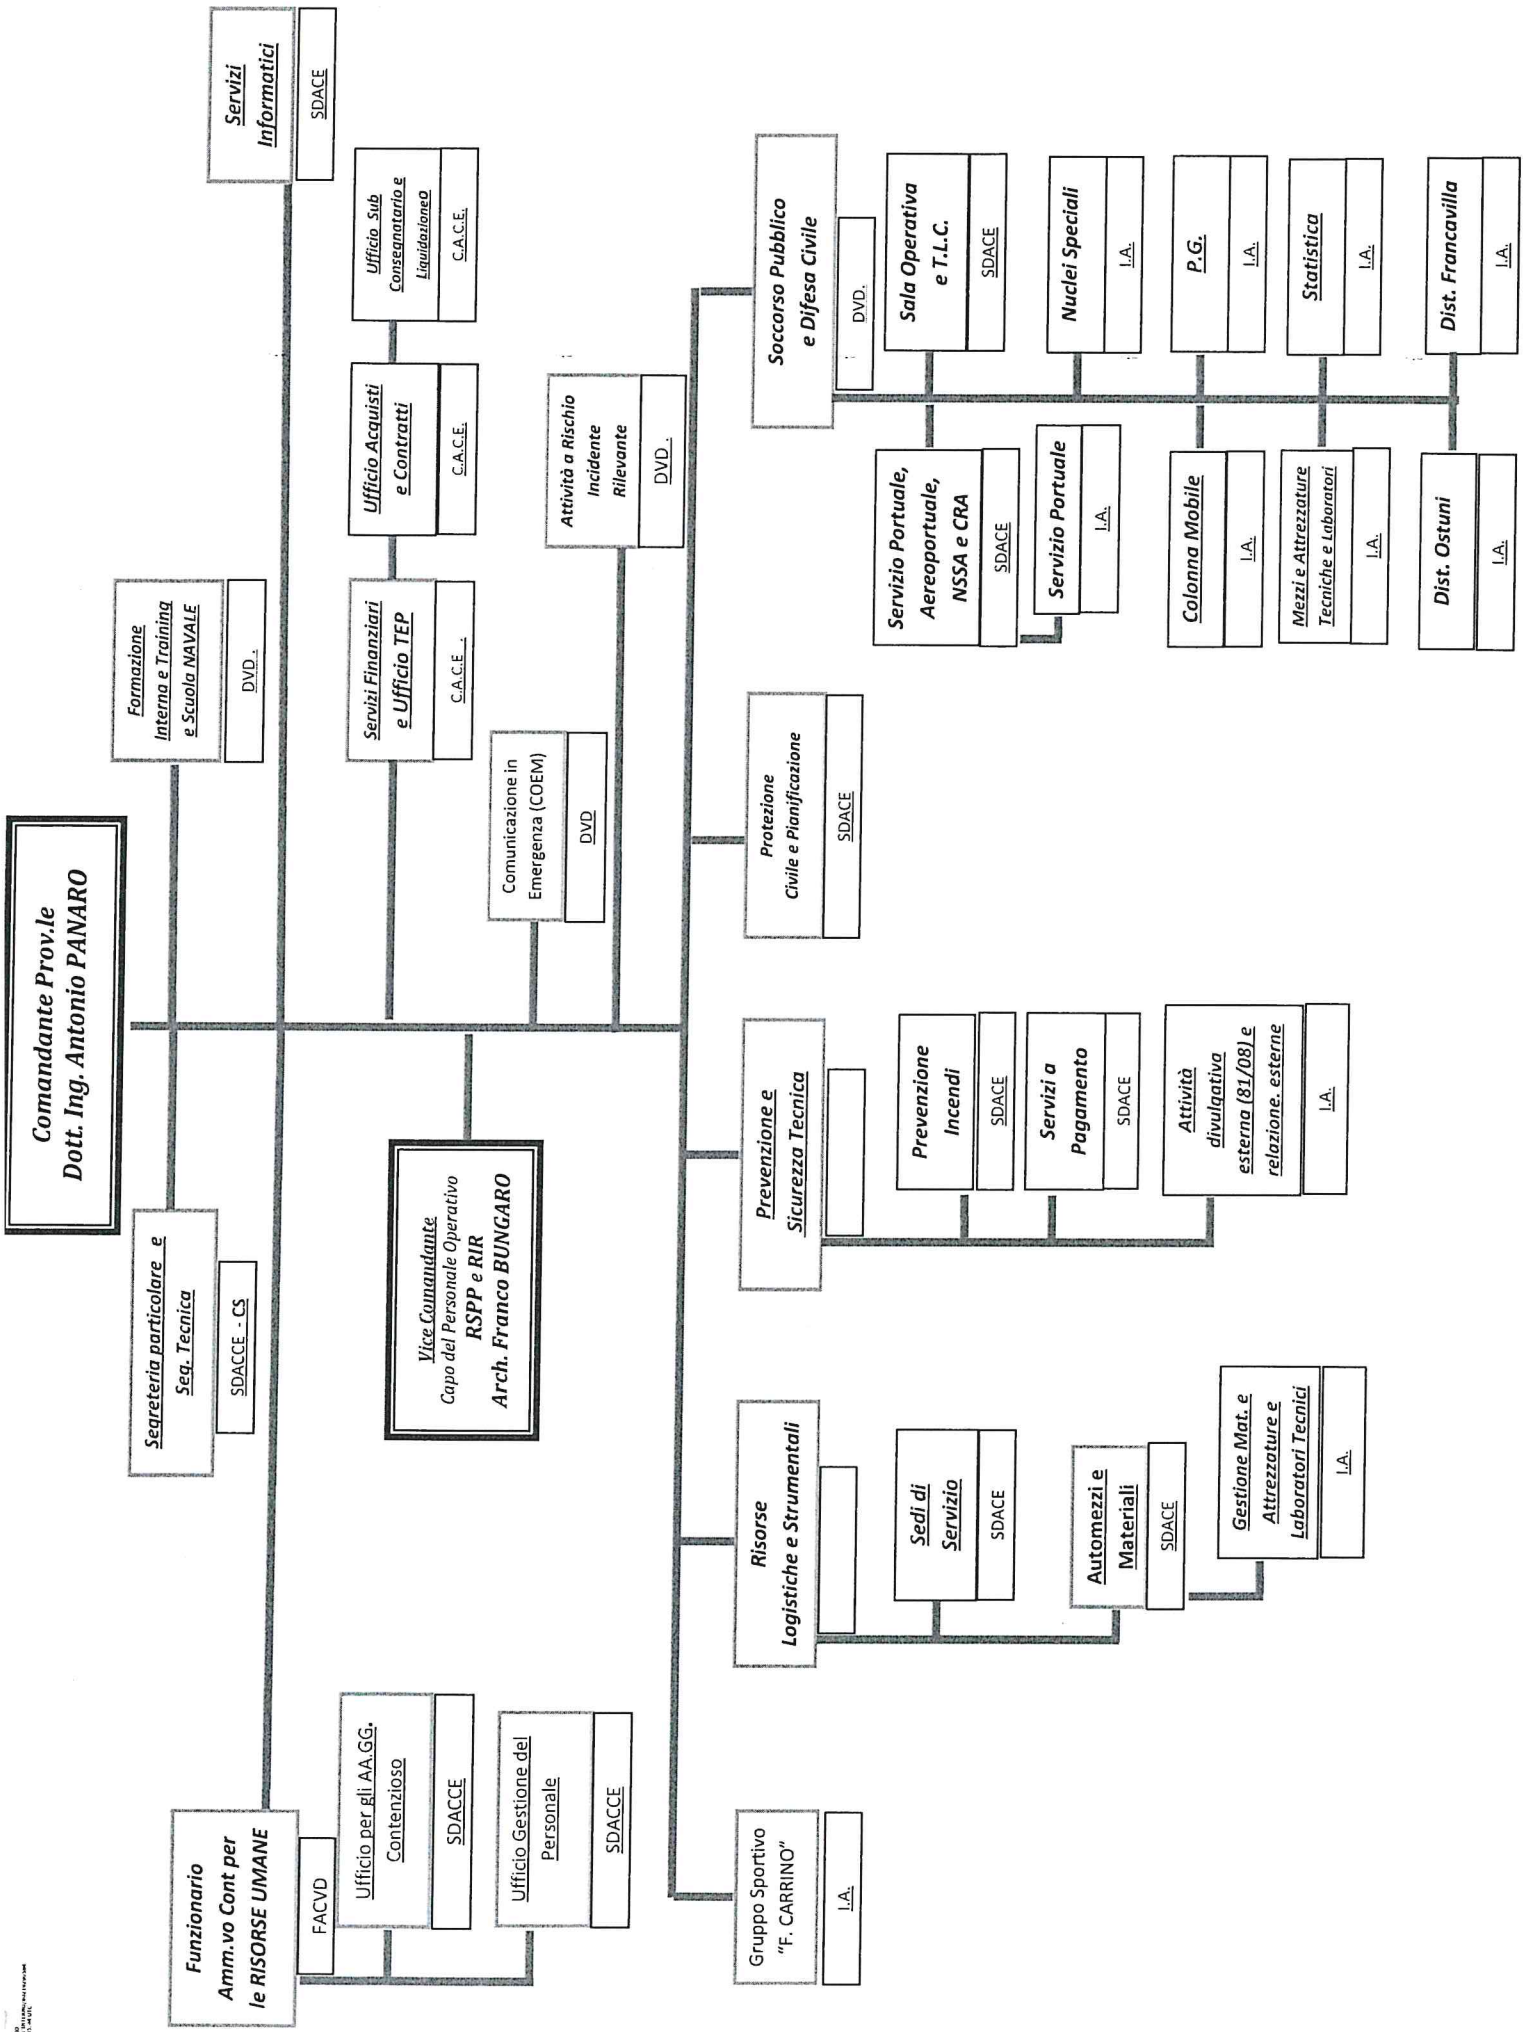 Comandante Prov.le
Dott. Ing. Antonio PANARO
Segreteria particolare e
Seg. Tecnica
SDACCE - CS
Formazione
Interna e Training
e Scuola NAVALE
DVD .
Funzionario
Amm.vo Cont per
le RISORSE UMANE
FACVD
Servizi
Informatici
SDACE
Ufficio per gli AA.GG.
Contenzioso
SDACCE
Ufficio Gestione del
Personale
SDACCE
Vice Comandante
Capo del Personale Operativo
RSPP e RIR
Arch. Franco BUNGARO
Servizi Finanziari
e Ufficio TEP
C.A.C.E .
Ufficio Acquisti
e Contratti
C.A.C.E.
Ufficio Sub
Consegnatario e
Liquidazioneo
C.A.C.E.
Comunicazione in
Emergenza (COEM)
DVD
Attività a Rischio
Incidente
Rilevante
DVD .
Gruppo Sportivo
"F. CARRINO"
I.A.
Risorse
Logistiche e Strumentali
Sedi di
Servizio
SDACE
Automezzi e
Materiali
SDACE
Gestione Mat. e
Attrezzature e
Laboratori Tecnici
I.A.
Prevenzione e
Sicurezza Tecnica
Prevenzione
Incendi
SDACE
Servizi a
Pagamento
SDACE
Attività
divulgativa
esterna (81/08) e
relazione. esterne
I.A.
Protezione
Civile e Pianificazione
SDACE
Soccorso Pubblico
e Difesa Civile
DVD.
Servizio Portuale,
Aereoportuale,
NSSA e CRA
SDACE
Servizio Portuale
I.A.
Sala Operativa
e T.L.C.
SDACE
Nuclei Speciali
I.A.
Colonna Mobile
I.A.
P.G.
I.A.
Mezzi e Attrezzature
Tecniche e Laboratori
I.A.
Statistica
I.A.
Dist. Ostuni
I.A.
Dist. Francavilla
I.A.